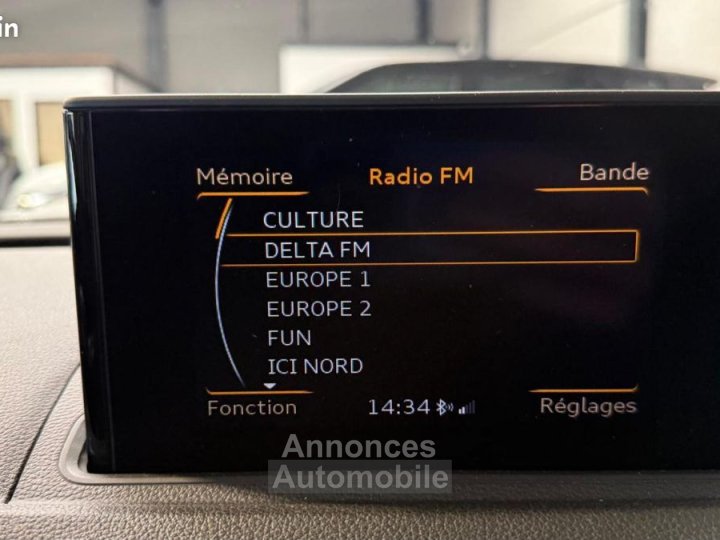 in
Mémoire Radio FM Bande
CULTURE
DELTA FM
EUROPE 1
EUROPE 2
FUN
ICI NORD
Fonction 14:34 Réglages
Annonces
Automobile